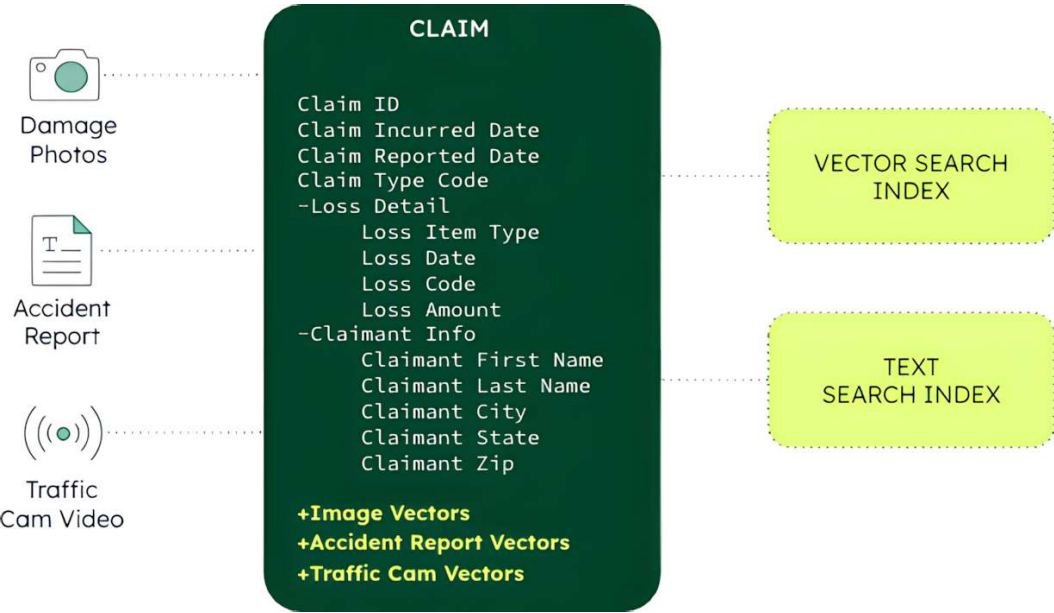 CLAIM
Damage
Photos
Accident
Report
Traffic
Cam Video
T
Claim ID
Claim Incurred Date
Claim Reported Date
Claim Type Code
-Loss Detail
Loss Item Type
Loss Date
Loss Code
Loss Amount
-Claimant Info
Claimant First Name
Claimant Last Name
Claimant City
Claimant State
Claimant Zip
+Image Vectors
+Accident Report Vectors
+Traffic Cam Vectors
VECTOR SEARCH
INDEX
TEXT
SEARCH INDEX